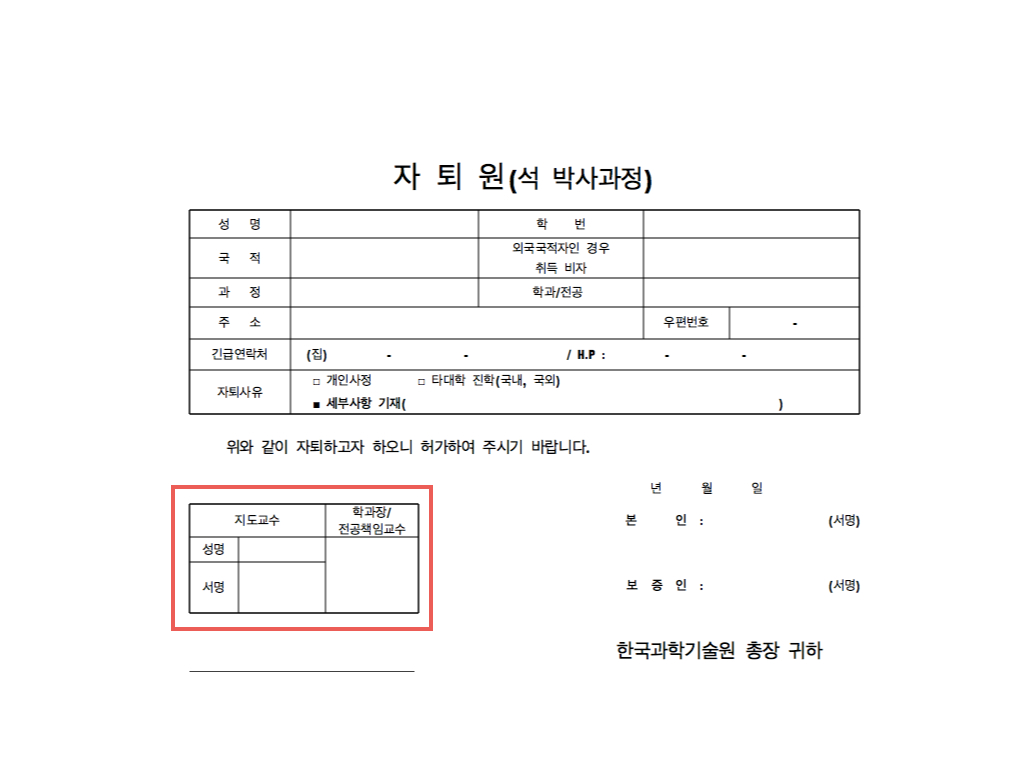 자 퇴 원(석 박사과정)
성 명 학 번
국 적 외국국적자인 경우
취득 비자
과 정 학과/전공
주 소 우편번호 -
긴급연락처 (집) - - / H.P : - -
자퇴사유 □ 개인사정 □ 타대학 진학(국내, 국외)
■ 세부사항 기재( )
위와 같이 자퇴하고자 하오니 허가하여 주시기 바랍니다.
년 월 일
본 인 : (서명)
보 증 인 : (서명)
지도교수 학과장/
전공책임교수
성명
서명
한국과학기술원 총장 귀하